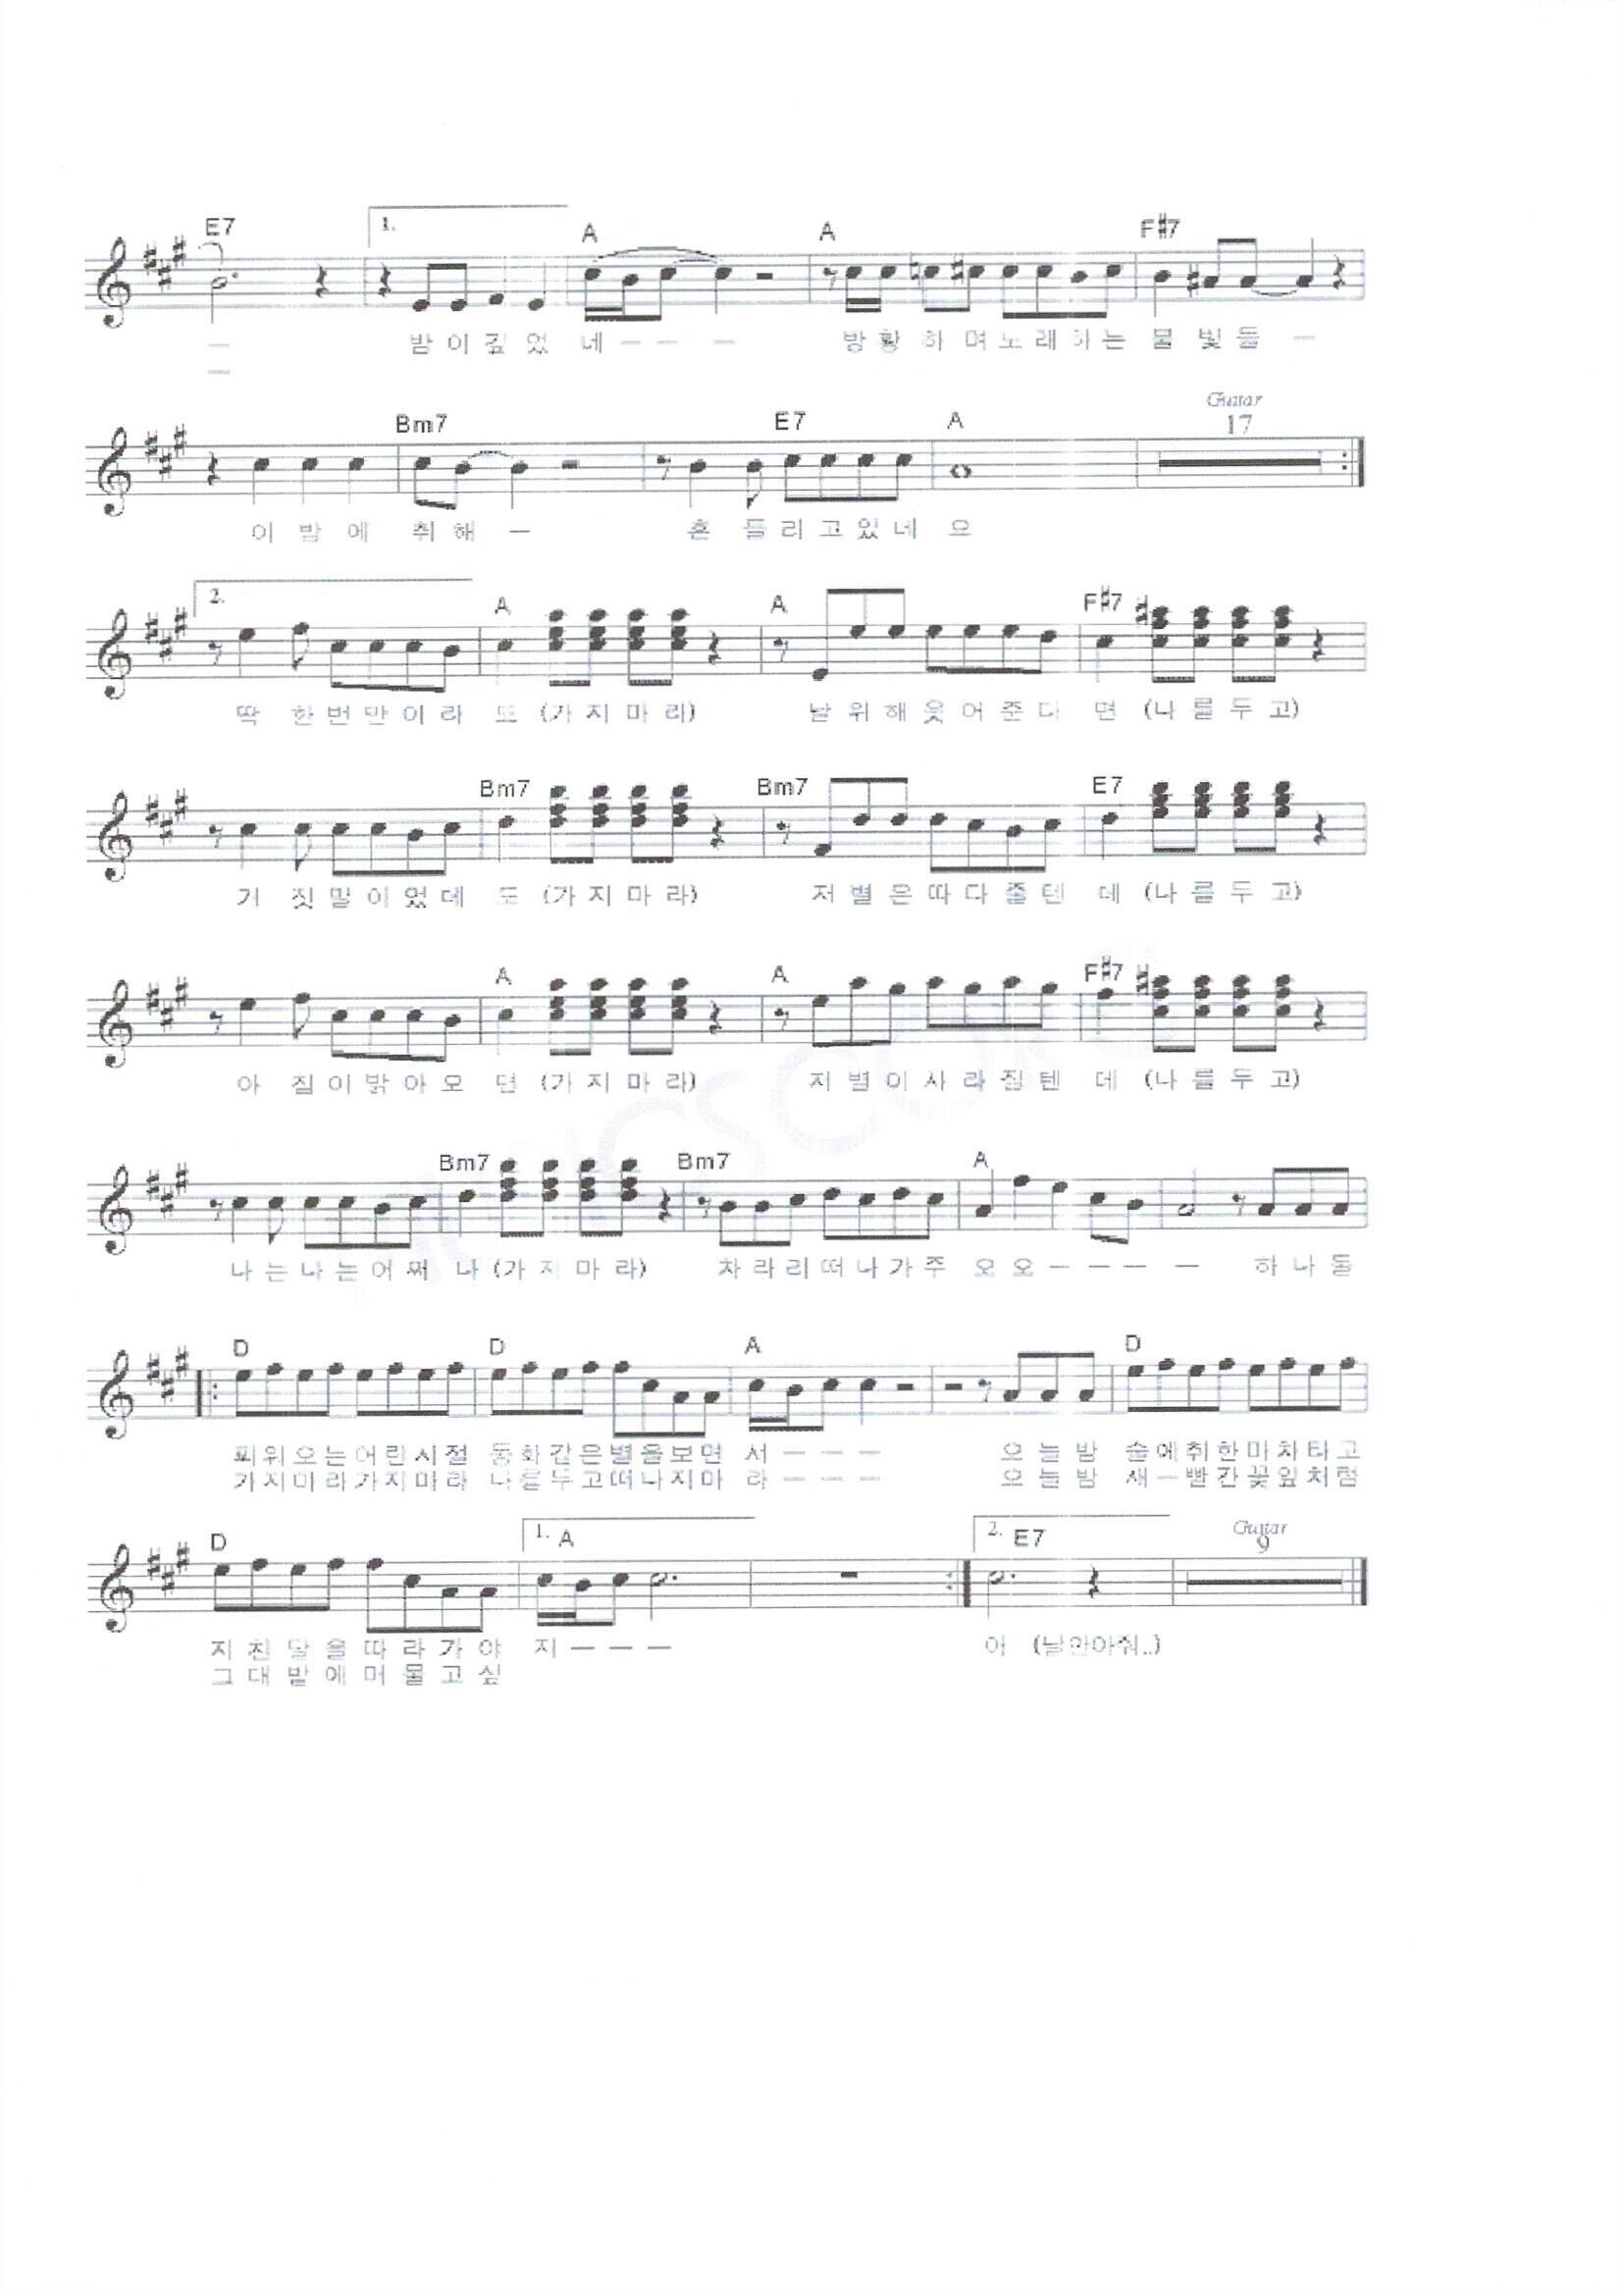 E7 1. A A F#7
밤이 깊었 네 — — — 방황하며노래하는 불빛들 —
Guitar
Bm7 E7 A 17
이 밤 에 취 해 — 흔 들리고있네 요
2. A A F#7
딱 한번만이라 도 (가지마라) 날위해웃어준다 면 (나를두고)
Bm7 Bm7 E7
거 짓말이었데 도 (가지마라) 저별은따다줄텐 데 (나를두고)
A A F#7
아 침이밝아오 면 (가지마라) 저별이사라질텐 데 (나를두고)
Bm7 Bm7 A
나는나는어쩌 나 (가지마라) 차라리떠나가주 오오 — — — — 하나둘
D D A D
피워오는어린시절 동화같은별을보면 서 — — — 오늘밤 술에취한마차타고
가지마라가지마라 나를두고떠나지마 라 — — — 오늘밤 새—빨간꽃잎처럼
D 1. A 2. E7 Guitar 9
지친달을따라가야 지 — — — 어 (날안아줘..)
그대밭에머물고싶